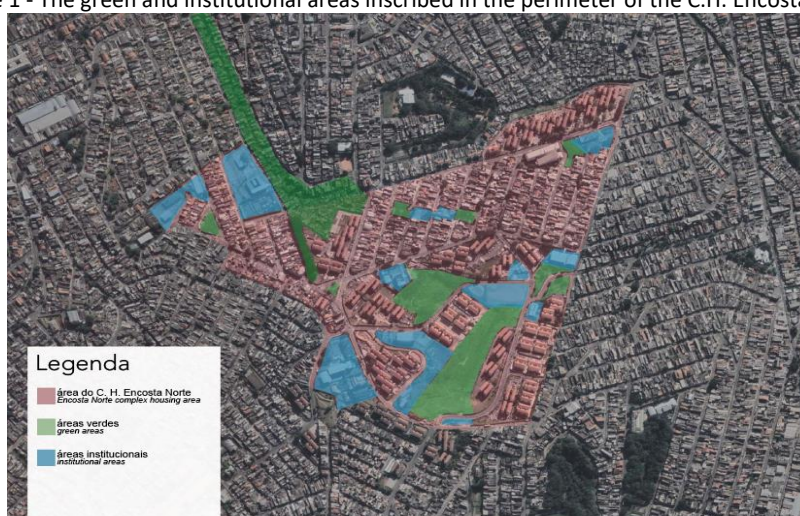 1 - The green and institutional areas inscribed in the perimeter of the C.H. Encosta
Legenda
área do C. H. Encosta Norte
Encosta Norte complex housing area
áreas verdes
green areas
áreas institucionais
institutional areas